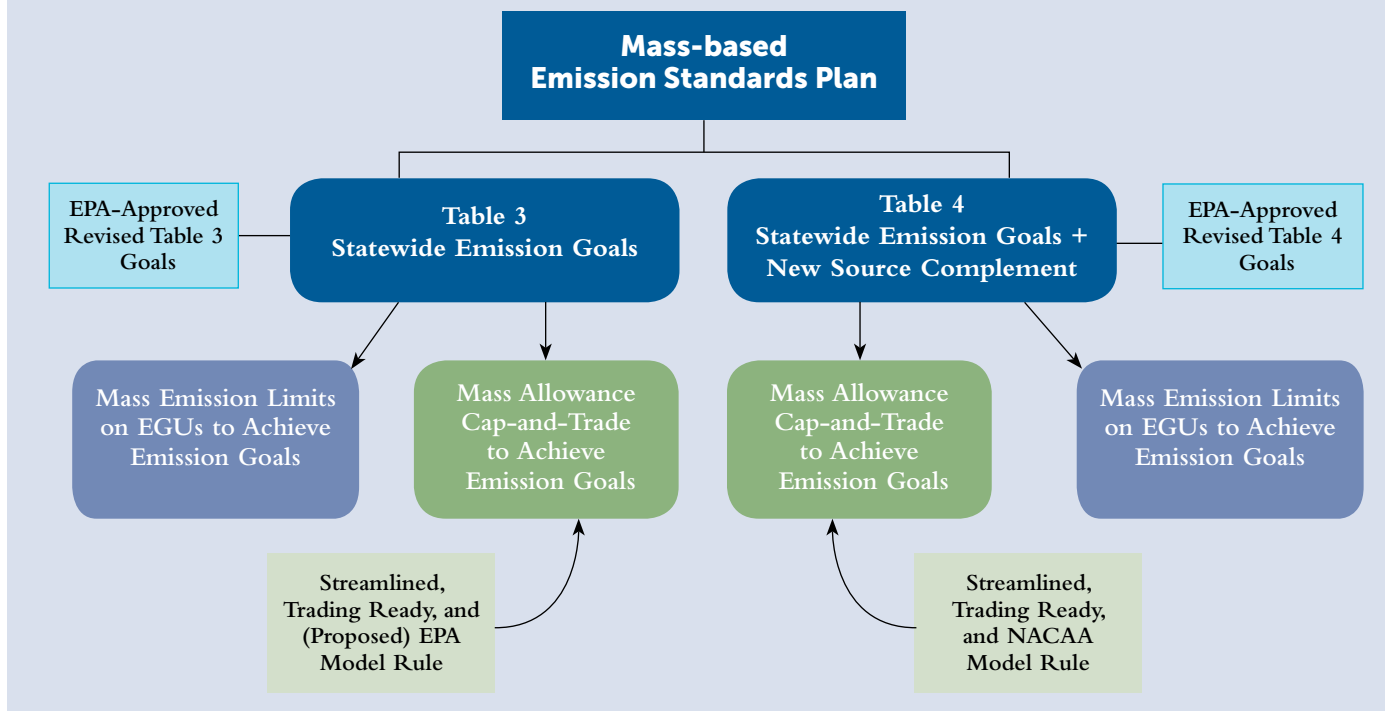 Mass-based
Emission Standards Plan
EPA-Approved
Revised Table 3
Goals
Table 3
Statewide Emission Goals
Table 4
Statewide Emission Goals +
New Source Complement
EPA-Approved
Revised Table 4
Goals
Mass Emission Limits
on EGUs to Achieve
Emission Goals
Mass Allowance
Cap-and-Trade
to Achieve
Emission Goals
Mass Allowance
Cap-and-Trade
to Achieve
Emission Goals
Mass Emission Limits
on EGUs to Achieve
Emission Goals
Streamlined,
Trading Ready, and
(Proposed) EPA
Model Rule
Streamlined,
Trading Ready,
and NACAA
Model Rule